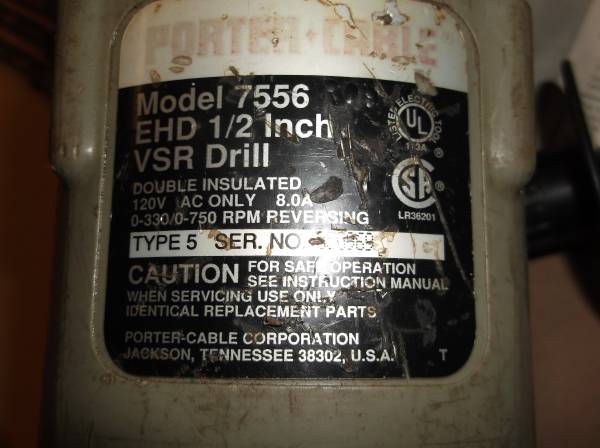 PORTER+CABLE
Model 7556
EHD 1/2 Inch
VSR Drill
LISTED ELECTRIC TOOL
UL
®
113A
DOUBLE INSULATED
120V AC ONLY 8.0A
0-330/0-750 RPM REVERSING
SA
®
LR36201
TYPE 5 SER. NO.
CAUTION FOR SAFE OPERATION
SEE INSTRUCTION MANUAL
WHEN SERVICING USE ONLY
IDENTICAL REPLACEMENT PARTS
PORTER-CABLE CORPORATION
JACKSON, TENNESSEE 38302, U.S.A.
T